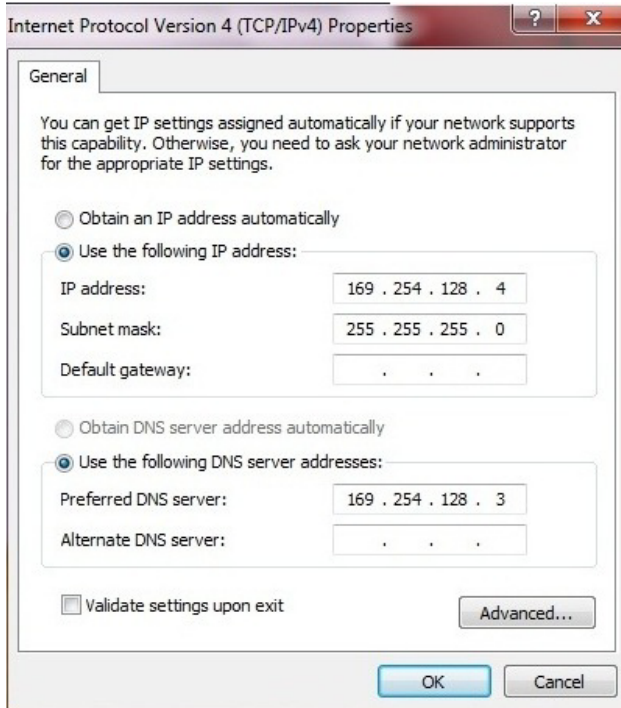 Internet Protocol Version 4 (TCP/IPv4) Properties
General
You can get IP settings assigned automatically if your network supports
this capability. Otherwise, you need to ask your network administrator
for the appropriate IP settings.
Obtain an IP address automatically
Use the following IP address:
IP address: 169 . 254 . 128 . 4
Subnet mask: 255 . 255 . 255 . 0
Default gateway: . . .
Obtain DNS server address automatically
Use the following DNS server addresses:
Preferred DNS server: 169 . 254 . 128 . 3
Alternate DNS server: . . .
Validate settings upon exit
Advanced...
OK Cancel